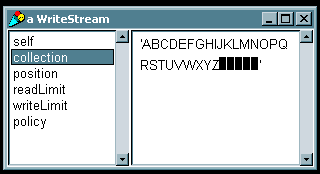 a WriteStream
self
collection
position
readLimit
writeLimit
policy
'ABCDEFGHIJKLMNOPQ
RSTUVWXYZ█████'